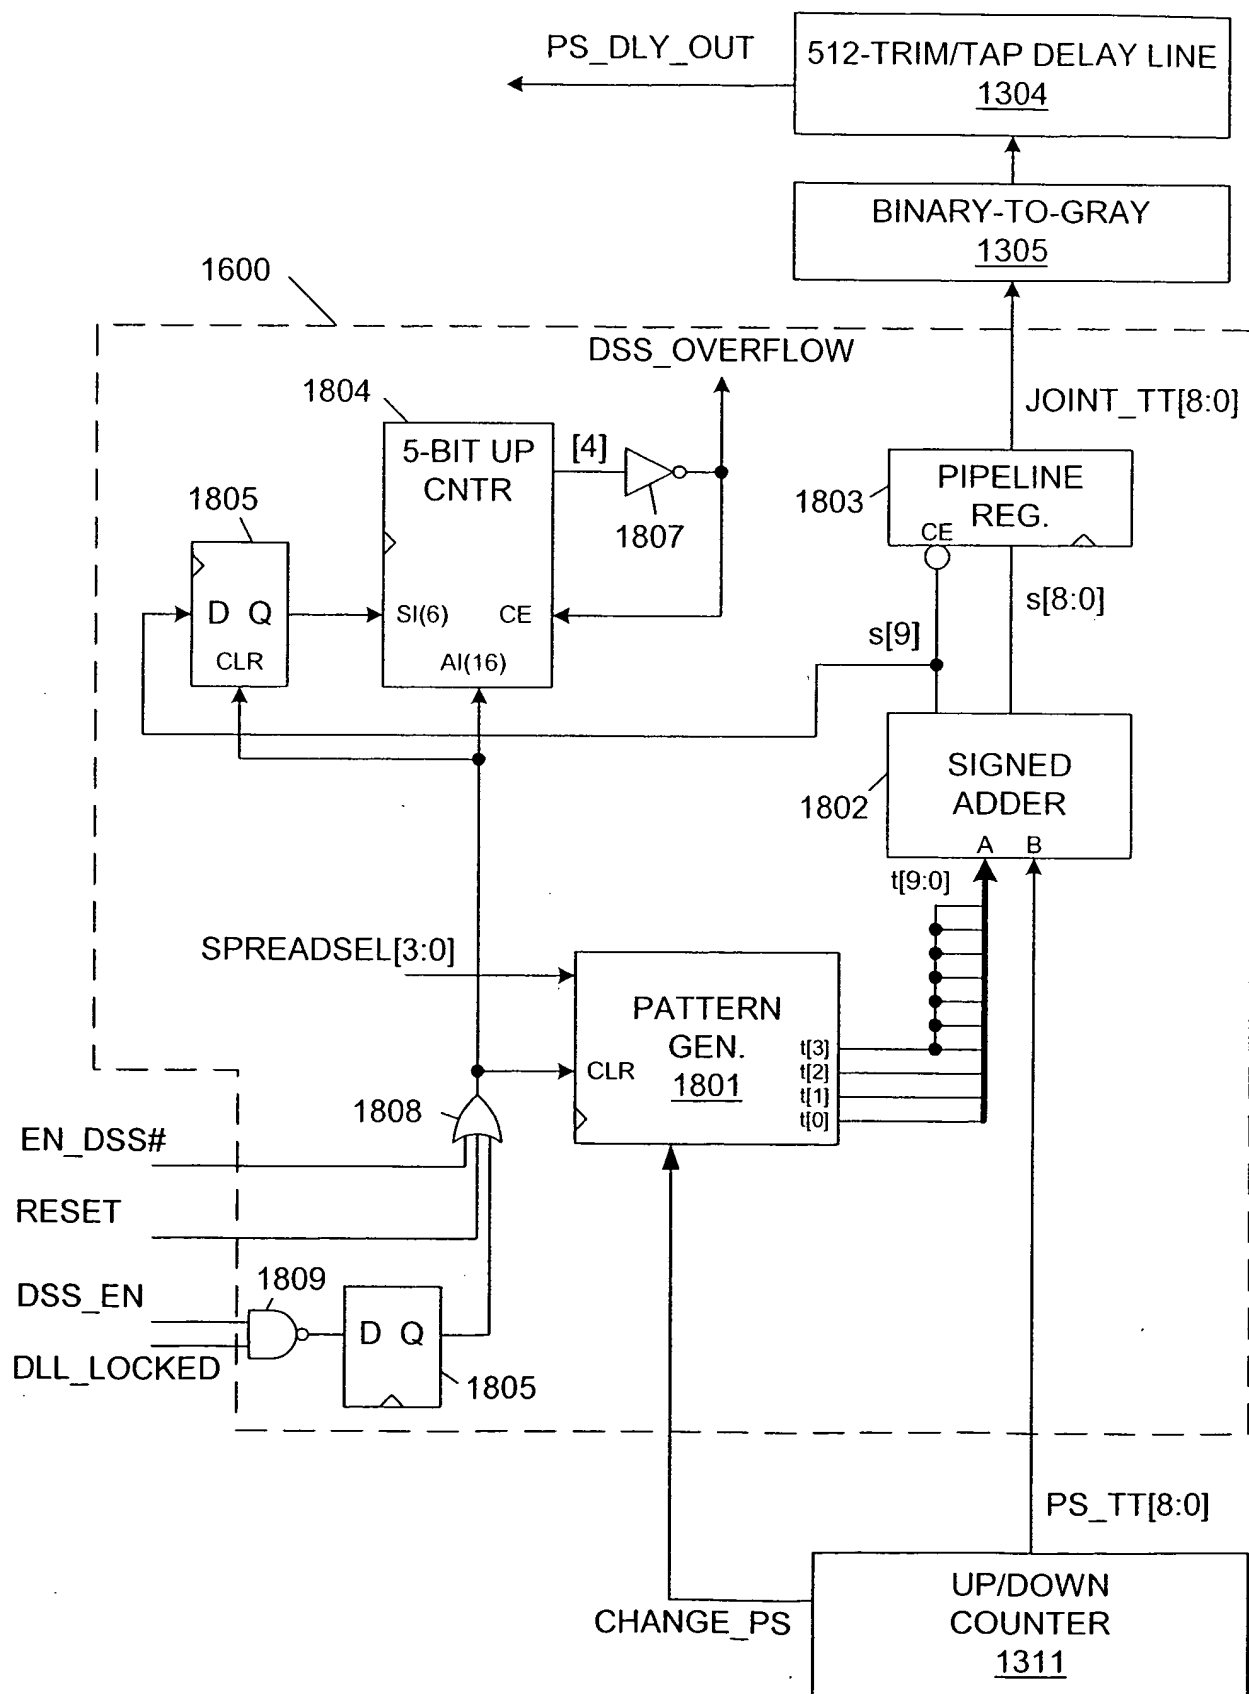 PS_DLY_OUT
512-TRIM/TAP DELAY LINE
1304
BINARY-TO-GRAY
1305
1600
DSS_OVERFLOW
JOINT_TT[8:0]
1804
5-BIT UP
CNTR
[4]
1807
SI(6)
CE
AI(16)
1805
D Q
CLR
1803
PIPELINE
REG.
CE
s[9]
s[8:0]
1802
SIGNED
ADDER
A B
t[9:0]
SPREADSEL[3:0]
PATTERN
GEN.
1801
CLR
t[3]
t[2]
t[1]
t[0]
1808
EN_DSS#
RESET
DSS_EN
DLL_LOCKED
1809
D Q
1805
PS_TT[8:0]
CHANGE_PS
UP/DOWN
COUNTER
1311